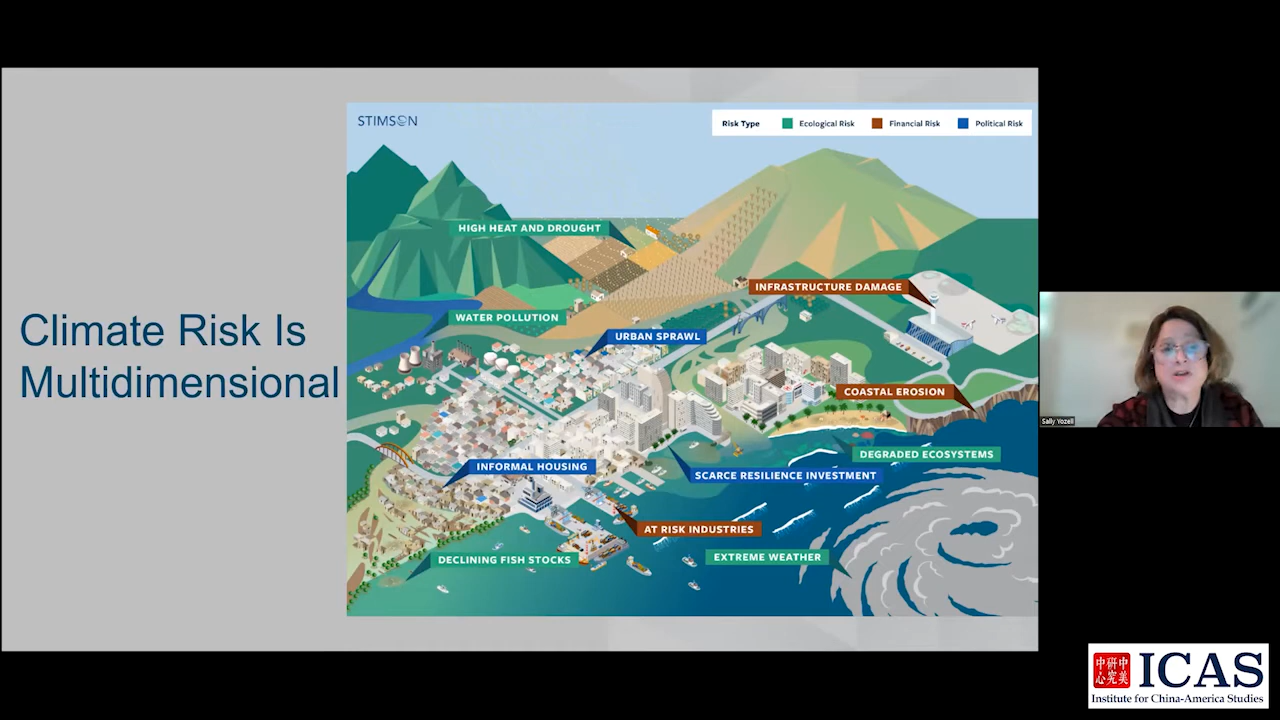 Climate Risk Is
Multidimensional
STIMSON
Risk Type
Ecological Risk
Financial Risk
Political Risk
HIGH HEAT AND DROUGHT
INFRASTRUCTURE DAMAGE
WATER POLLUTION
URBAN SPRAWL
COASTAL EROSION
DEGRADED ECOSYSTEMS
INFORMAL HOUSING
SCARCE RESILIENCE INVESTMENT
AT RISK INDUSTRIES
DECLINING FISH STOCKS
EXTREME WEATHER
Sally Yozell
中研中
心究美
ICAS
Institute for China-America Studies